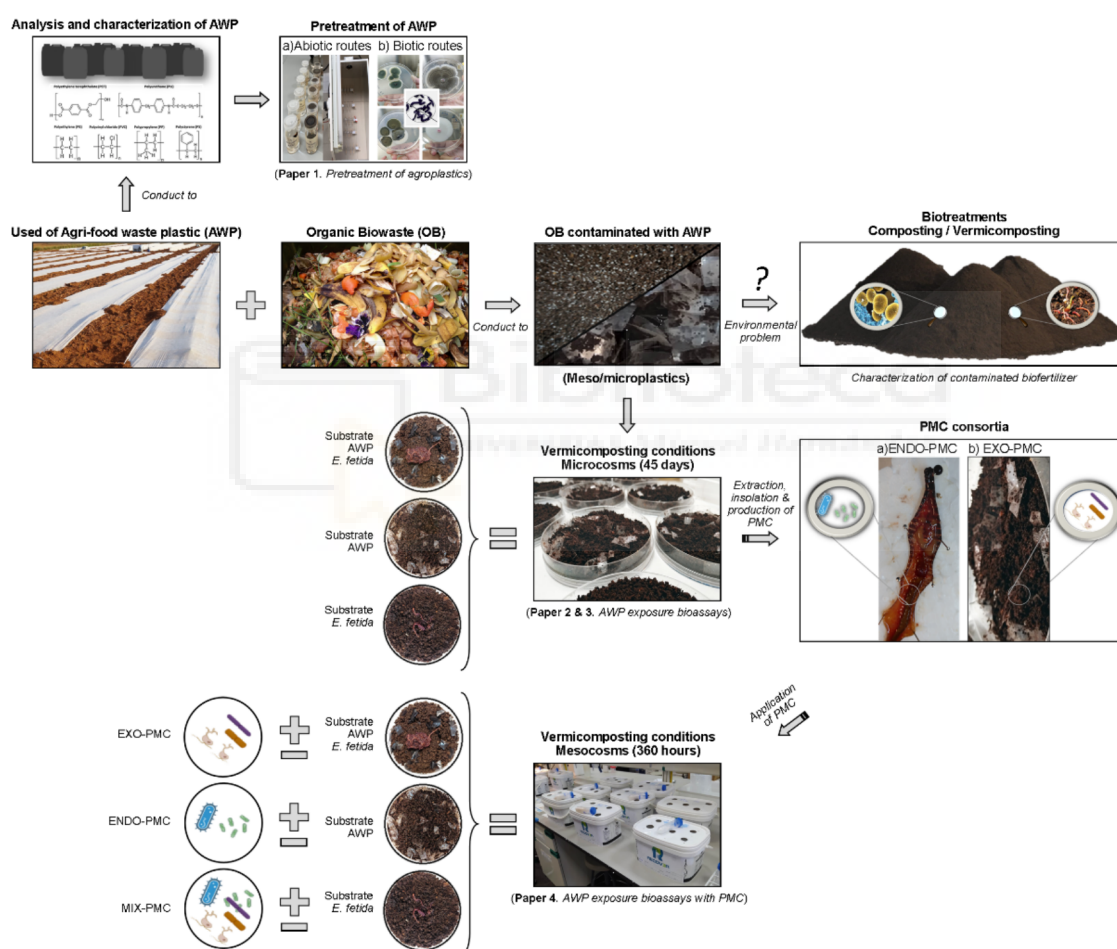 Analysis and characterization of AWP
Pretreatment of AWP
a)Abiotic routes
b) Biotic routes
(Paper 1. Pretreatment of agroplastics)
Conduct to
Used of Agri-food waste plastic (AWP)
Organic Biowaste (OB)
OB contaminated with AWP
Biotreatments
Composting / Vermicomposting
Conduct to
?
Environmental
problem
(Meso/microplastics)
Characterization of contaminated biofertilizer
Biblioteca
Substrate
AWP
E. fetida
Substrate
AWP
Substrate
E. fetida
Vermicomposting conditions
Microcosms (45 days)
(Paper 2 & 3. AWP exposure bioassays)
Extraction,
insolation &
production of
PMC
PMC consortia
a)ENDO-PMC
b) EXO-PMC
Application
of PMC
EXO-PMC
Substrate
AWP
E. fetida
ENDO-PMC
Substrate
AWP
MIX-PMC
Substrate
E. fetida
Vermicomposting conditions
Mesocosms (360 hours)
(Paper 4. AWP exposure bioassays with PMC)